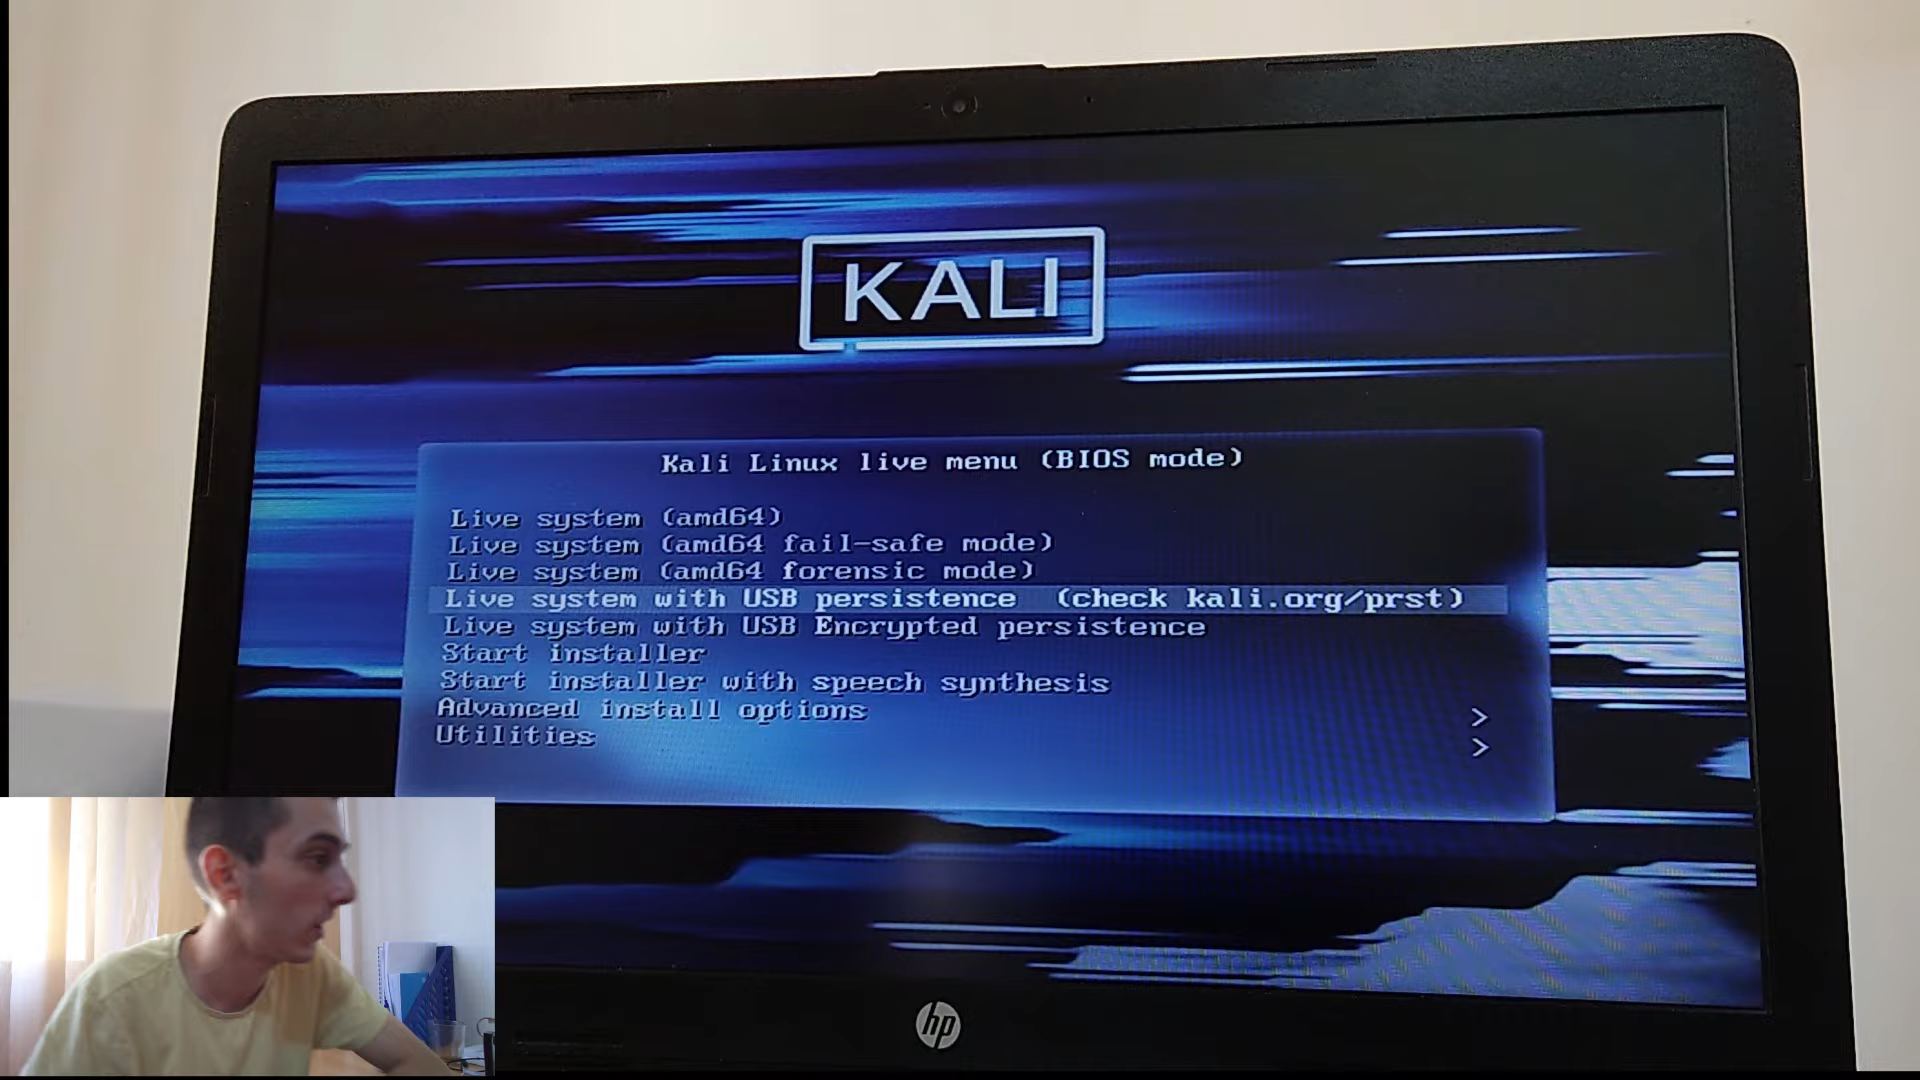 KALI
Kali Linux live menu (BIOS mode)
Live system (amd64)
Live system (amd64 fail-safe mode)
Live system (amd64 forensic mode)
Live system with USB persistence  (check kali.org/prst)
Live system with USB Encrypted persistence
Start installer
Start installer with speech synthesis
Advanced install options >
Utilities >
hp